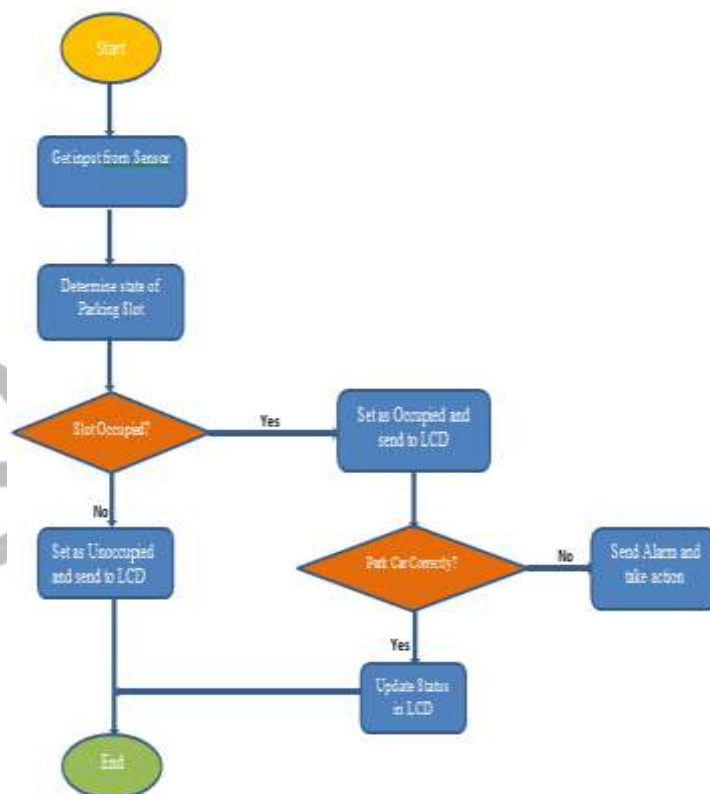 Start
Get input from Sensor
Determine state of
Parking Slot
Slot Occupied?
Yes
Set as Occupied and
send to LCD
No
Set as Unoccupied
and send to LCD
Park Car Correctly?
No
Send Alarm and
take action
Yes
Update Status
in LCD
End